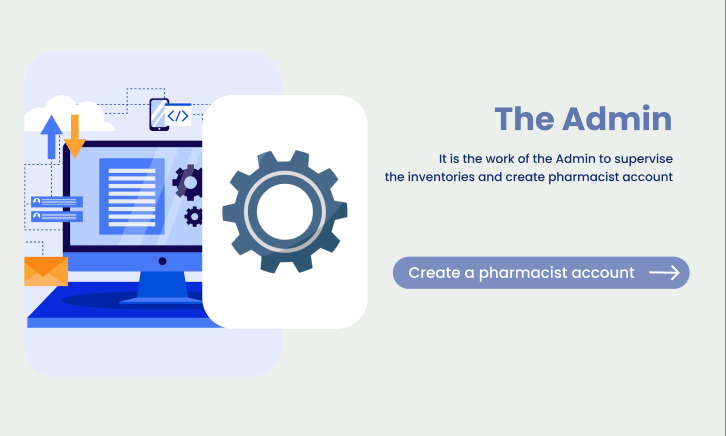 </>
The Admin
It is the work of the Admin to supervise
the inventories and create pharmacist account
Create a pharmacist account